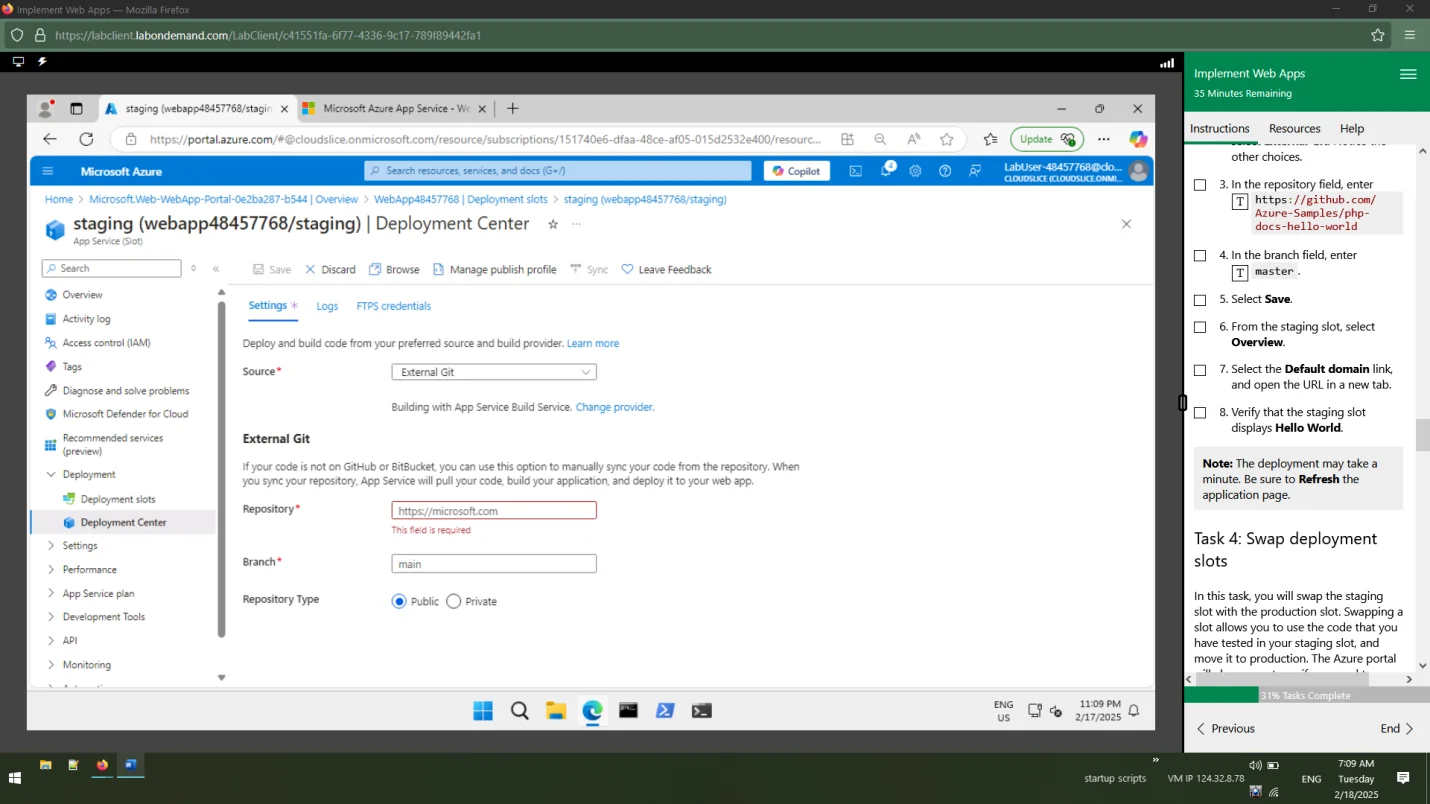 Implement Web Apps — Mozilla Firefox
https://labclient.labondemand.com/LabClient/c41551fa-6f77-4336-9c17-789f89442fa1
staging (webapp48457768/stagin
Microsoft Azure App Service - We
https://portal.azure.com/#@cloudslice.onmicrosoft.com/resource/subscriptions/151740e6-dfaa-48ce-af05-015d2532e400/resourc...
Update
Microsoft Azure
Search resources, services, and docs (G+/)
Copilot
4
LabUser-48457768@clo...
CLOUDSLICE (CLOUDSLICE.ONMI...
Home > Microsoft.Web-WebApp-Portal-0e2ba287-b544 | Overview > WebApp48457768 | Deployment slots > staging (webapp48457768/staging)
staging (webapp48457768/staging) | Deployment Center
App Service (Slot)
Search
Save
Discard
Browse
Manage publish profile
Sync
Leave Feedback
Overview
Activity log
Access control (IAM)
Tags
Diagnose and solve problems
Microsoft Defender for Cloud
Recommended services
(preview)
Deployment
Deployment slots
Deployment Center
Settings
Performance
App Service plan
Development Tools
API
Monitoring
Settings *
Logs
FTPS credentials
Deploy and build code from your preferred source and build provider. Learn more
Source*
External Git
Building with App Service Build Service. Change provider.
External Git
If your code is not on GitHub or BitBucket, you can use this option to manually sync your code from the repository. When
you sync your repository, App Service will pull your code, build your application, and deploy it to your web app.
Repository*
https://microsoft.com
This field is required
Branch*
main
Repository Type
Public
Private
ENG
US
11:09 PM
2/17/2025
Implement Web Apps
35 Minutes Remaining
Instructions
Resources
Help
other choices.
3. In the repository field, enter
T https://github.com/
Azure-Samples/php-
docs-hello-world
4. In the branch field, enter
T master .
5. Select Save.
6. From the staging slot, select
Overview.
7. Select the Default domain link,
and open the URL in a new tab.
8. Verify that the staging slot
displays Hello World.
Note: The deployment may take a
minute. Be sure to Refresh the
application page.
Task 4: Swap deployment
slots
In this task, you will swap the staging
slot with the production slot. Swapping a
slot allows you to use the code that you
have tested in your staging slot, and
move it to production. The Azure portal
31% Tasks Complete
Previous
End
startup scripts
VM IP 124.32.8.78
ENG
7:09 AM
Tuesday
2/18/2025